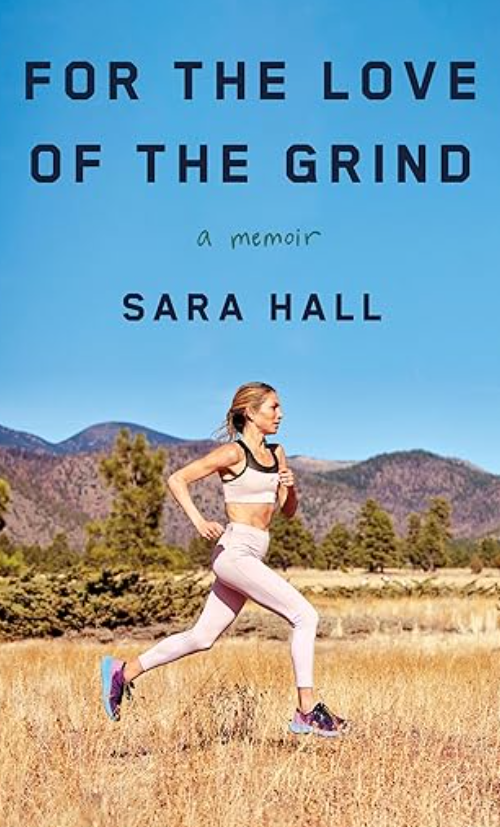 FOR THE LOVE
OF THE GRIND
a memoir
SARA HALL